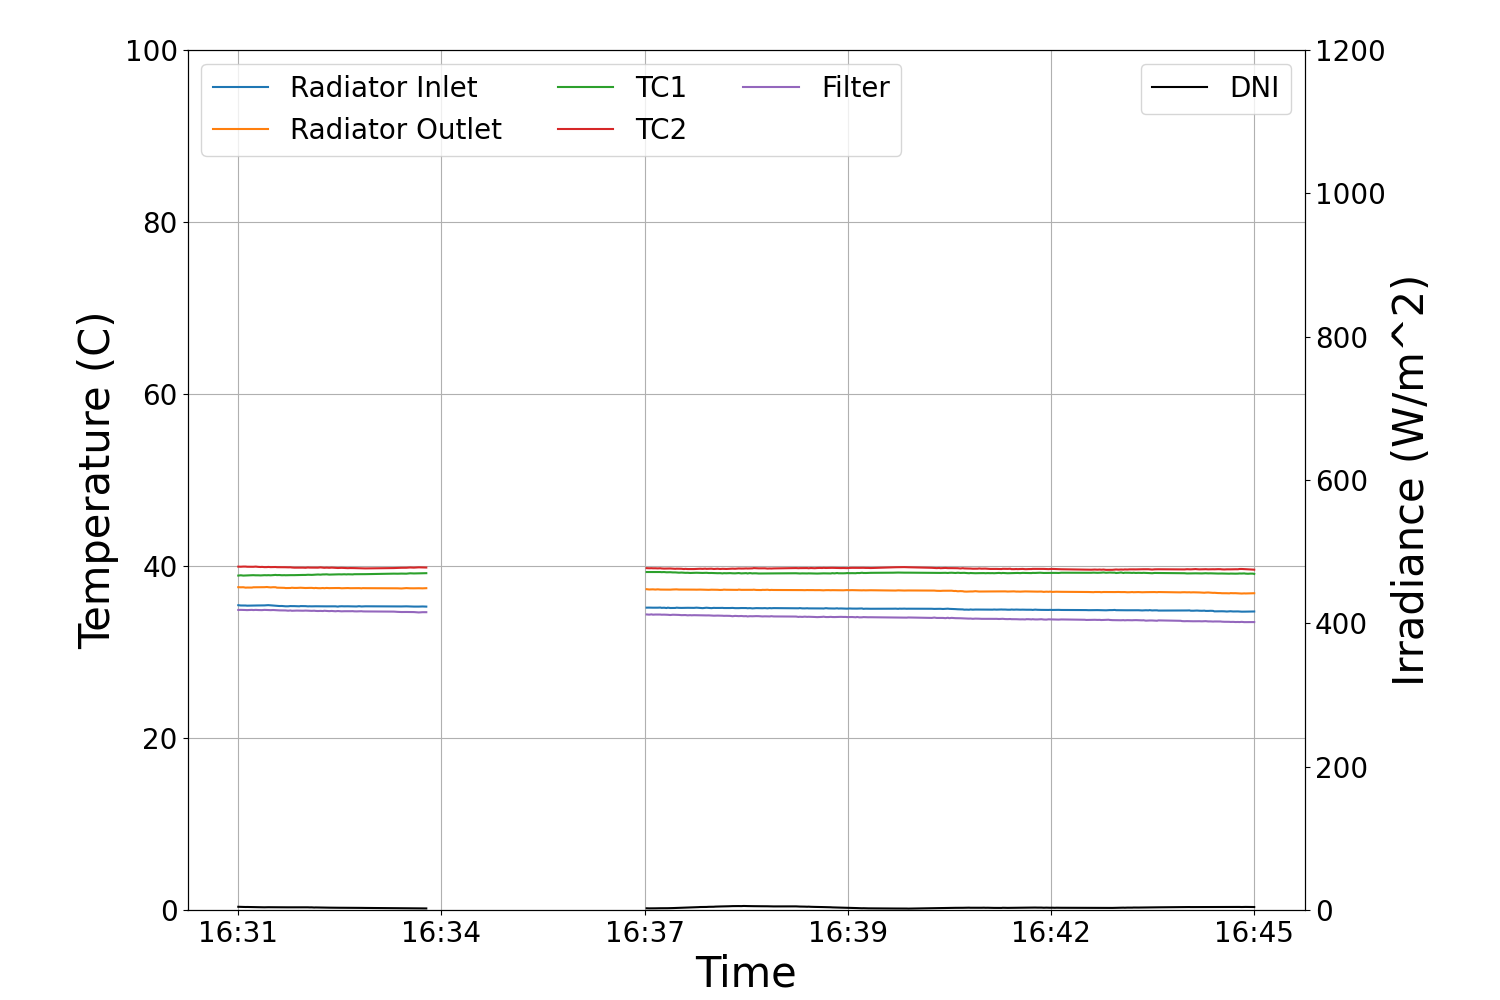 Radiator Inlet
Radiator Outlet
TC1
TC2
Filter
DNI
Temperature (C)
100
80
60
40
20
0
Irradiance (W/m^2)
1200
1000
800
600
400
200
0
16:31 16:34 16:37 16:39 16:42 16:45
Time